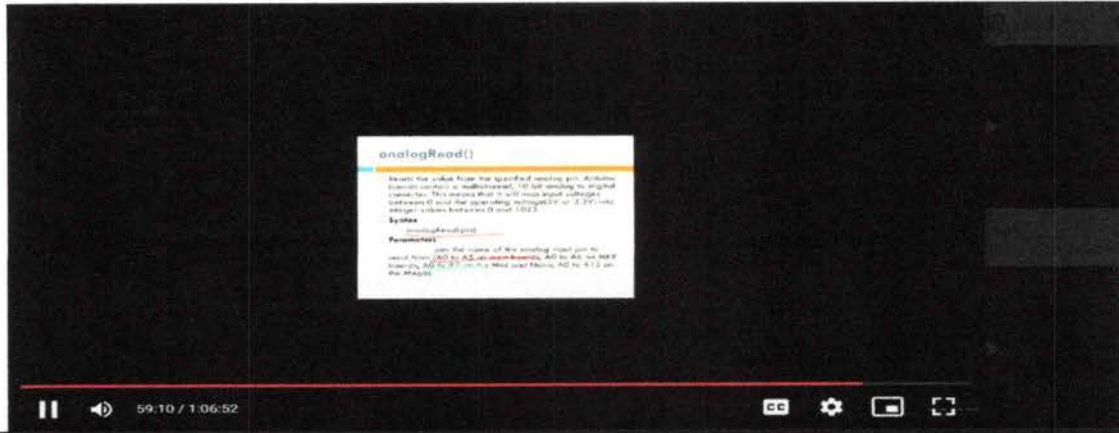 analogRead()
Reads the value from the specified analog pin. Arduino
boards contain a multichannel, 10 bit analog to digital
converter. This means that it will map input voltages
between 0 and the operating voltage(5V or 3.3V) into
integer values between 0 and 1023
Syntax
analogRead(pin)
Parameters
pin: the name of the analog input pin to
read from (A0 to A5 on most boards, A0 to A6 on MKR
boards, A0 to A7 on the Mini and Nano, A0 to A15 on
the Mega)
59:10 / 1:06:52
CC